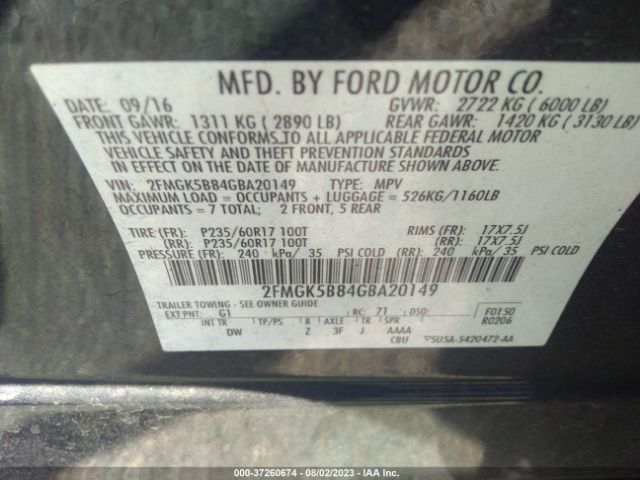 MFD. BY FORD MOTOR CO.
DATE: 09/16 GVWR: 2722 KG ( 6000 LB)
FRONT GAWR: 1311 KG ( 2890 LB) REAR GAWR: 1420 KG ( 3130 LB)
THIS VEHICLE CONFORMS TO ALL APPLICABLE FEDERAL MOTOR
VEHICLE SAFETY AND THEFT PREVENTION STANDARDS
IN EFFECT ON THE DATE OF MANUFACTURE SHOWN ABOVE.
VIN: 2FMGK5B84GBA20149 TYPE: MPV
MAXIMUM LOAD = OCCUPANTS + LUGGAGE = 526KG/1160LB
OCCUPANTS = 7 TOTAL; 2 FRONT, 5 REAR
TIRE (FR): P235/60R17 100T RIMS (FR): 17X7.5J
(RR): P235/60R17 100T (RR): 17X7.5J
PRESSURE (FR): 240 kPa/ 35 PSI COLD (RR): 240 kPa/ 35 PSI COLD
2FMGK5B84GBA20149
TRAILER TOWING - SEE OWNER GUIDE
EXT PNT: G1 RC: 71 DSO: F0150
INT TR TP/PS R AXLE TR J AAAA R0206
DW Z 3F CBU 5USA-5420472-AA
000-37260674 / 08/02/2023 - IAA Inc.